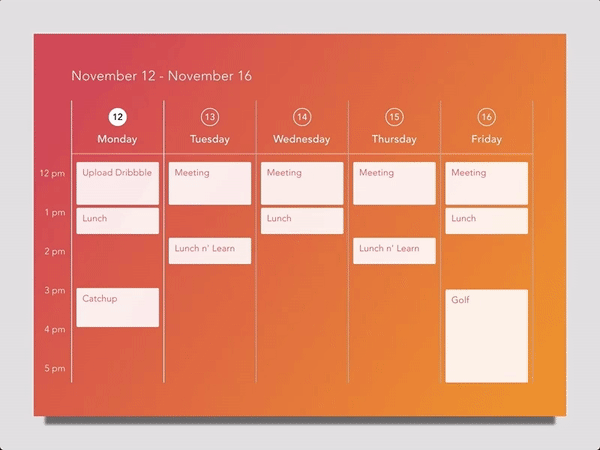 November 12 - November 16
12 13 14 15 16
Monday Tuesday Wednesday Thursday Friday
12 pm Upload Dribbble Meeting Meeting Meeting Meeting
1 pm Lunch Lunch Lunch
2 pm Lunch n' Learn Lunch n' Learn
3 pm Catchup Golf
4 pm
5 pm